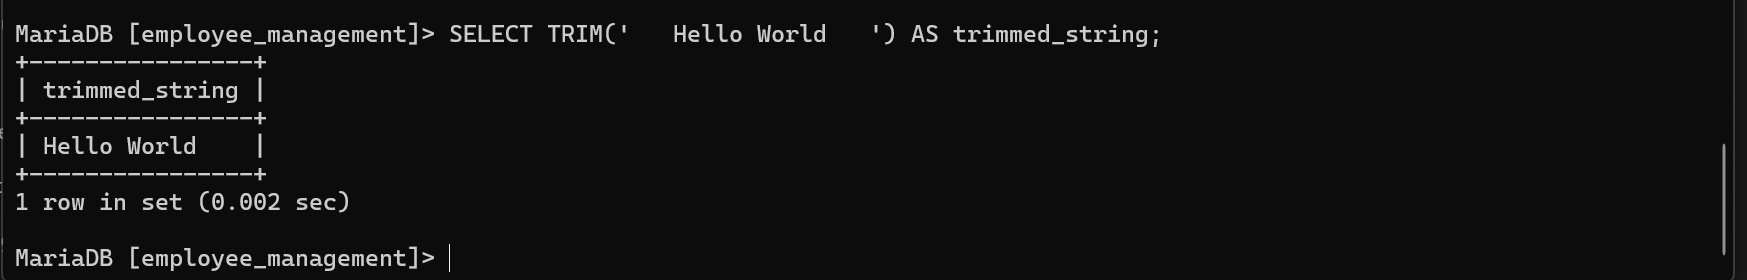 MariaDB [employee_management]> SELECT TRIM('   Hello World   ') AS trimmed_string;
+----------------+
| trimmed_string |
+----------------+
| Hello World    |
+----------------+
1 row in set (0.002 sec)
MariaDB [employee_management]>